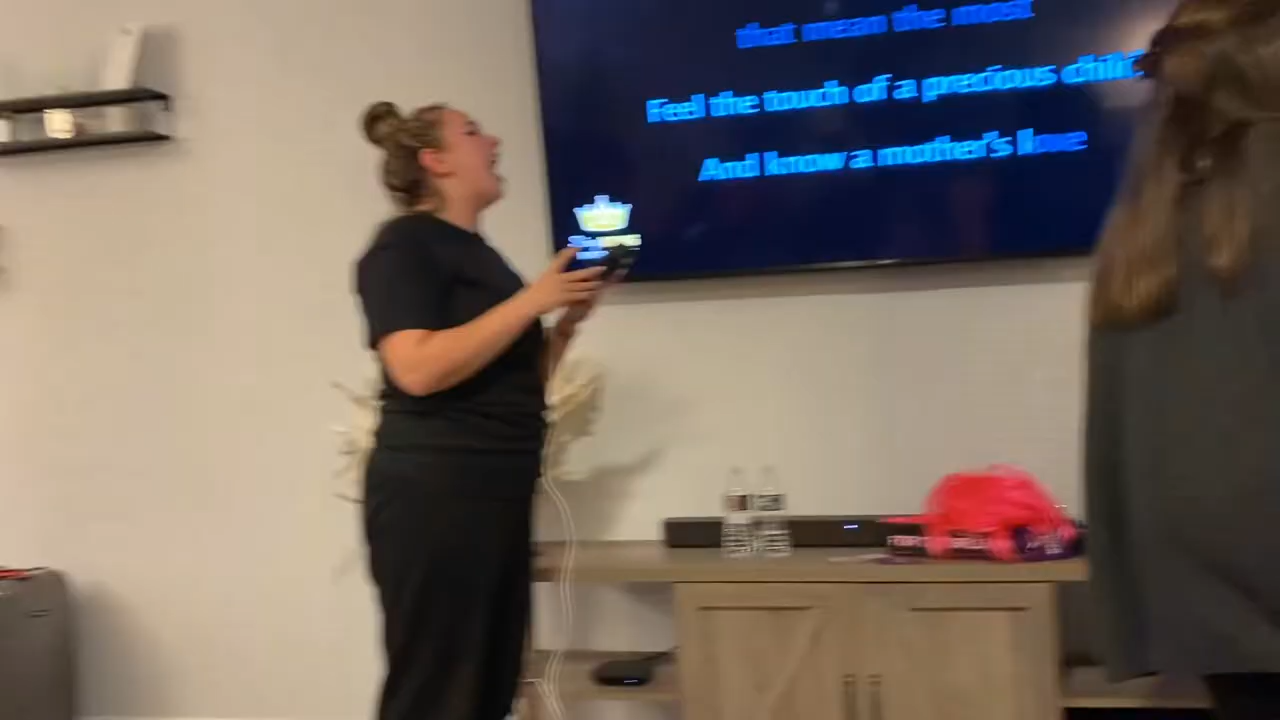 that mean the most
Feel the touch of a precious child
And know a mother's love